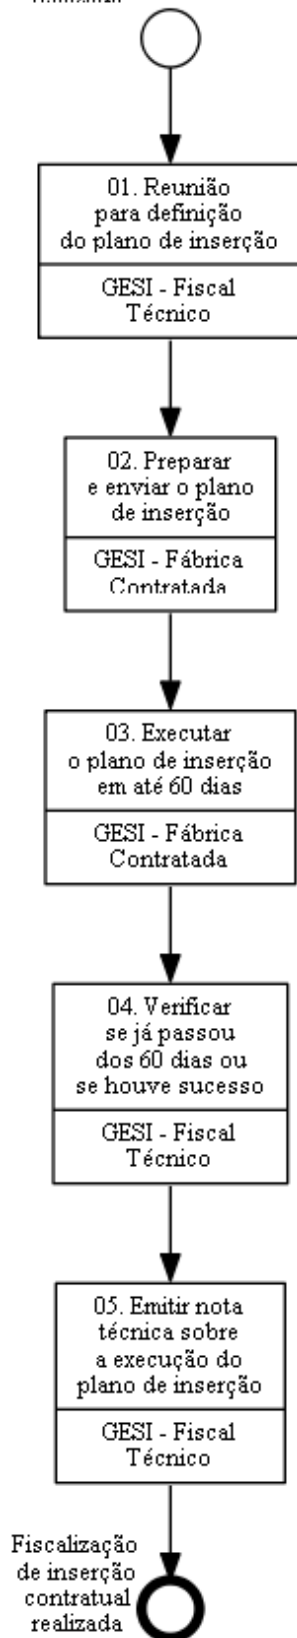 01. Reunião
para definição
do plano de inserção
GESI - Fiscal
Técnico
02. Preparar
e enviar o plano
de inserção
GESI - Fábrica
Contratada
03. Executar
o plano de inserção
em até 60 dias
GESI - Fábrica
Contratada
04. Verificar
se já passou
dos 60 dias ou
se houve sucesso
GESI - Fiscal
Técnico
05. Emitir nota
técnica sobre
a execução do
plano de inserção
GESI - Fiscal
Técnico
Fiscalização
de inserção
contratual
realizada